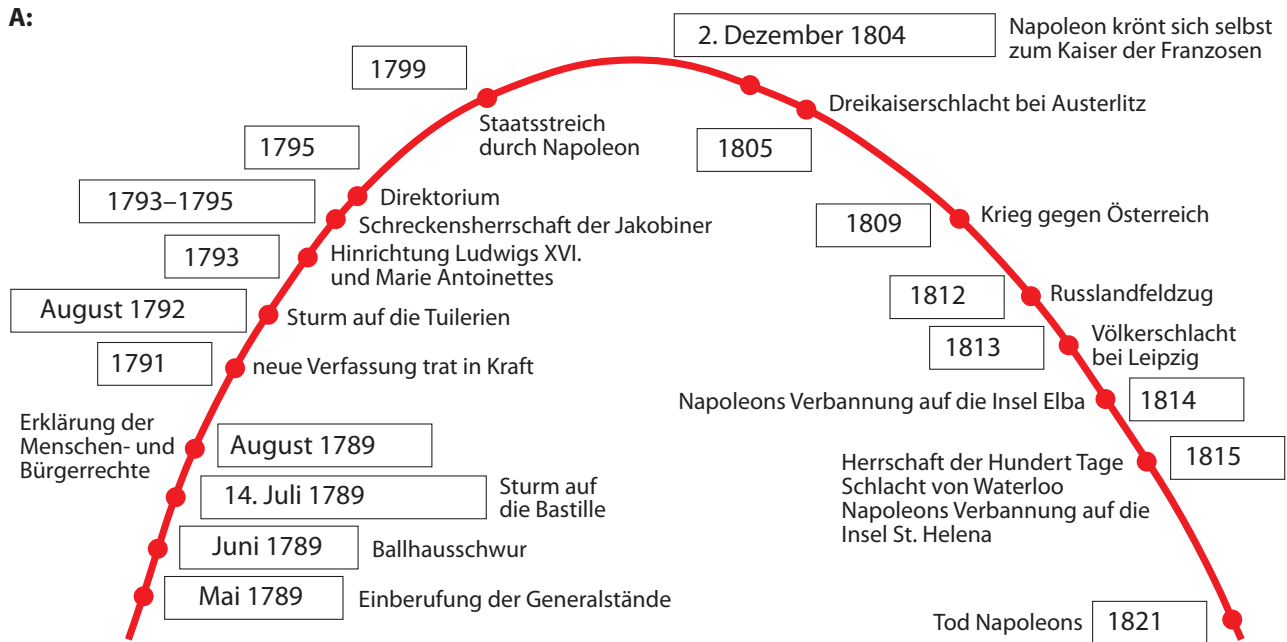 A:
2. Dezember 1804
Napoleon krönt sich selbst
zum Kaiser der Franzosen
1799
Staatsstreich
durch Napoleon
Dreikaiserschlacht bei Austerlitz
1805
1795
Direktorium
1793–1795
Schreckensherrschaft der Jakobiner
1793
Hinrichtung Ludwigs XVI.
und Marie Antoinettes
August 1792
Sturm auf die Tuilerien
1791
neue Verfassung trat in Kraft
Erklärung der
Menschen- und
Bürgerrechte
August 1789
14. Juli 1789
Sturm auf
die Bastille
Juni 1789
Ballhausschwur
Mai 1789
Einberufung der Generalstände
1809
Krieg gegen Österreich
1812
Russlandfeldzug
1813
Völkerschlacht
bei Leipzig
Napoleons Verbannung auf die Insel Elba
1814
1815
Herrschaft der Hundert Tage
Schlacht von Waterloo
Napoleons Verbannung auf die
Insel St. Helena
Tod Napoleons
1821